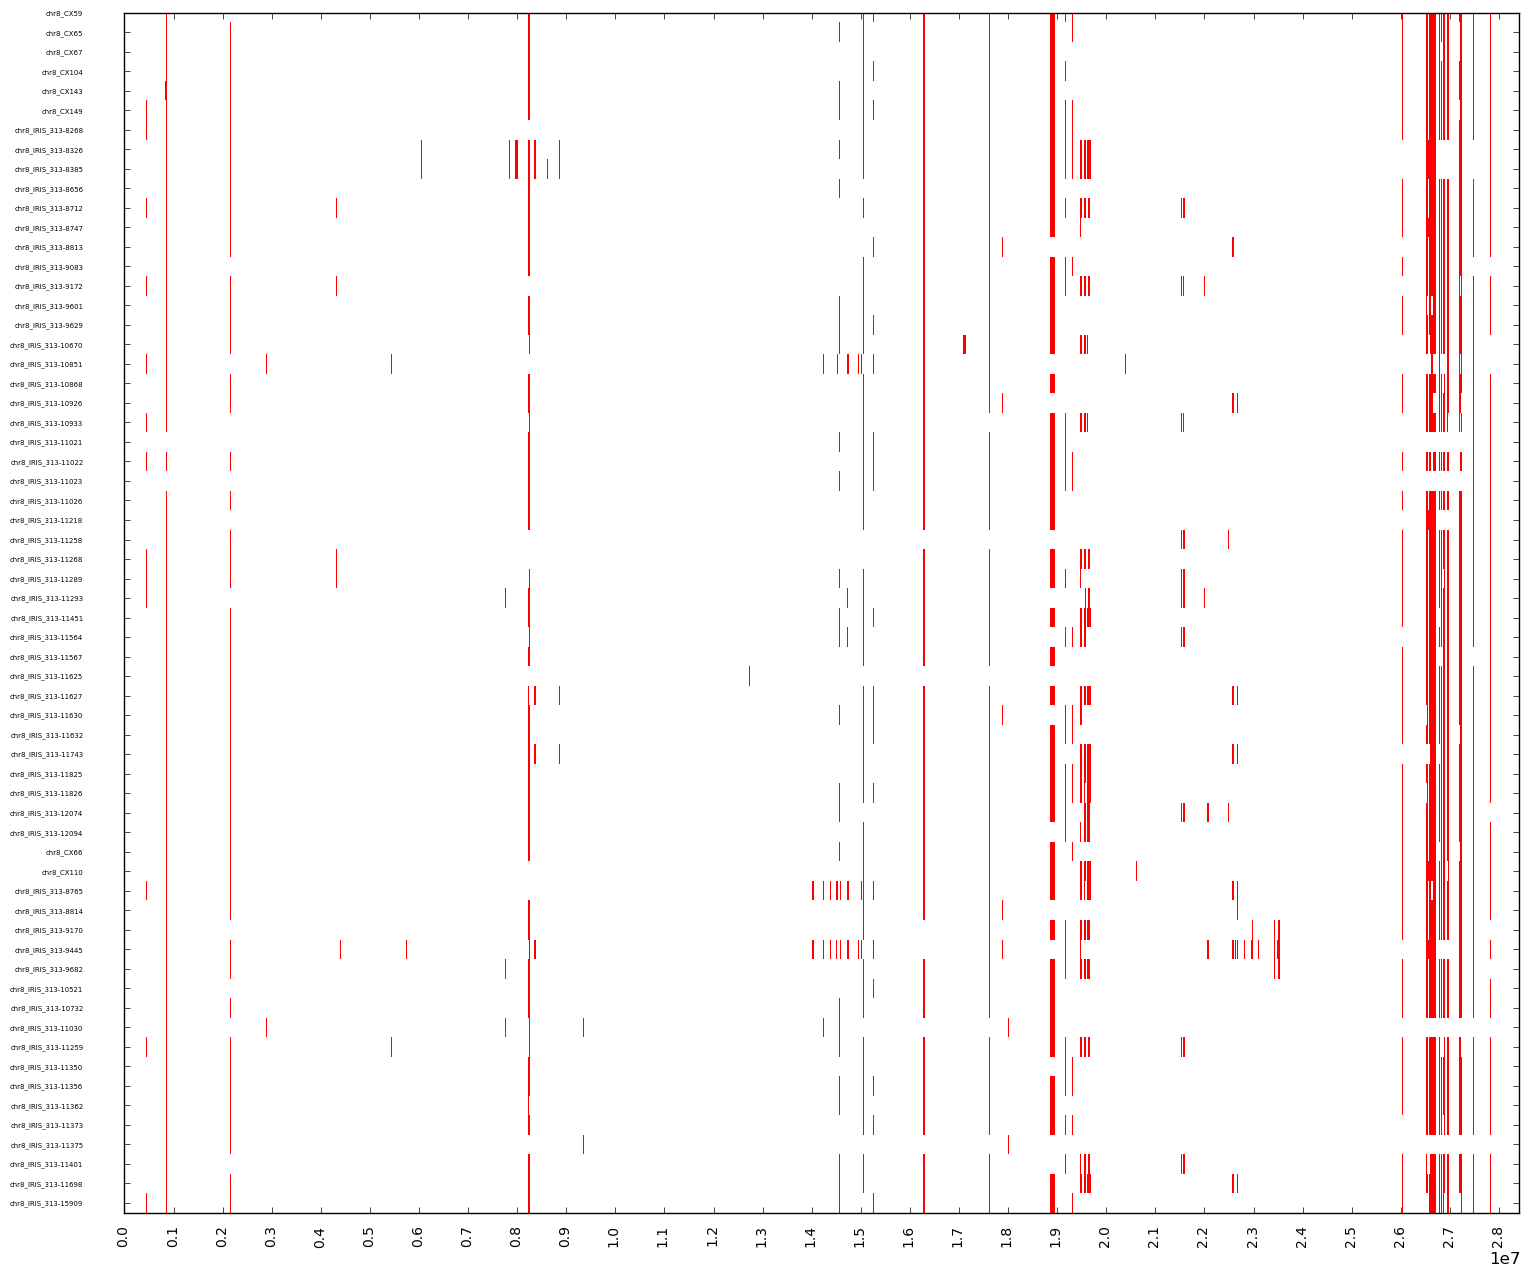 chr8_CX59
chr8_CX65
chr8_CX67
chr8_CX104
chr8_CX143
chr8_CX149
chr8_IRIS_313-8268
chr8_IRIS_313-8326
chr8_IRIS_313-8385
chr8_IRIS_313-8656
chr8_IRIS_313-8712
chr8_IRIS_313-8747
chr8_IRIS_313-8813
chr8_IRIS_313-9083
chr8_IRIS_313-9172
chr8_IRIS_313-9601
chr8_IRIS_313-9629
chr8_IRIS_313-10670
chr8_IRIS_313-10851
chr8_IRIS_313-10868
chr8_IRIS_313-10926
chr8_IRIS_313-10933
chr8_IRIS_313-11021
chr8_IRIS_313-11022
chr8_IRIS_313-11023
chr8_IRIS_313-11026
chr8_IRIS_313-11218
chr8_IRIS_313-11258
chr8_IRIS_313-11268
chr8_IRIS_313-11289
chr8_IRIS_313-11293
chr8_IRIS_313-11451
chr8_IRIS_313-11564
chr8_IRIS_313-11567
chr8_IRIS_313-11625
chr8_IRIS_313-11627
chr8_IRIS_313-11630
chr8_IRIS_313-11632
chr8_IRIS_313-11743
chr8_IRIS_313-11825
chr8_IRIS_313-11826
chr8_IRIS_313-12074
chr8_IRIS_313-12094
chr8_CX66
chr8_CX110
chr8_IRIS_313-8765
chr8_IRIS_313-8814
chr8_IRIS_313-9170
chr8_IRIS_313-9445
chr8_IRIS_313-9682
chr8_IRIS_313-10521
chr8_IRIS_313-10732
chr8_IRIS_313-11030
chr8_IRIS_313-11259
chr8_IRIS_313-11350
chr8_IRIS_313-11356
chr8_IRIS_313-11362
chr8_IRIS_313-11373
chr8_IRIS_313-11375
chr8_IRIS_313-11401
chr8_IRIS_313-11698
chr8_IRIS_313-15909
0.0 0.1 0.2 0.3 0.4 0.5 0.6 0.7 0.8 0.9 1.0 1.1 1.2 1.3 1.4 1.5 1.6 1.7 1.8 1.9 2.0 2.1 2.2 2.3 2.4 2.5 2.6 2.7 2.8
1e7